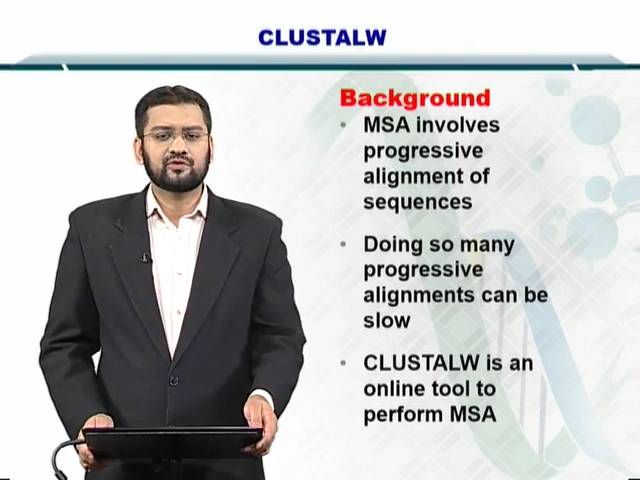 CLUSTALW
Background
• MSA involves
progressive
alignment of
sequences
• Doing so many
progressive
alignments can be
slow
• CLUSTALW is an
online tool to
perform MSA